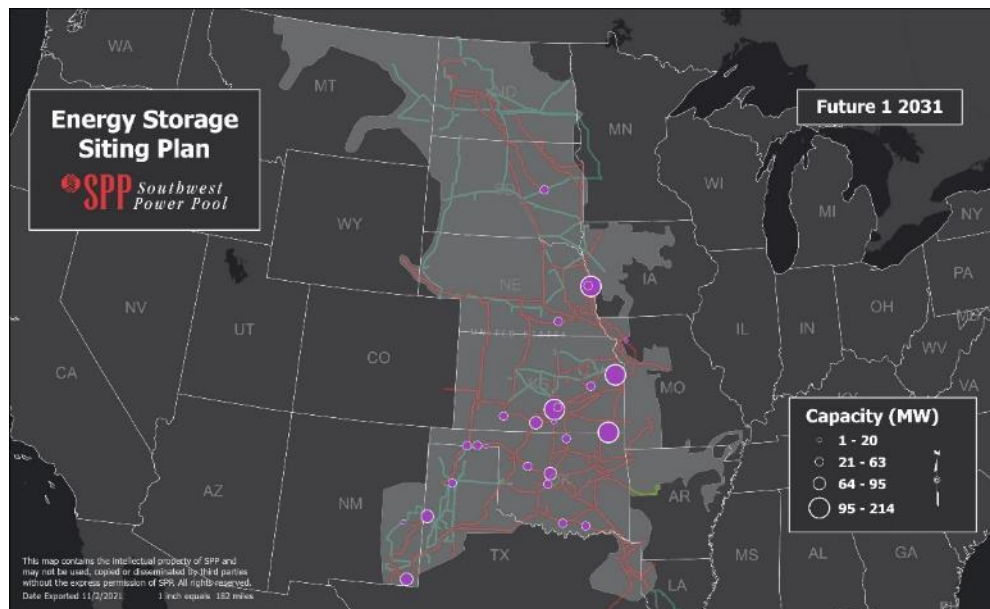 WA
MT
ND
MN
Energy Storage
Siting Plan
SPP Southwest
Power Pool
Future 1 2031
WI
MI
NY
WY
IA
NE
PA
NV
UT
CO
IL
IN
OH
MD
WV
VA
CA
KS
MO
KY
AZ
NM
OK
AR
TX
LA
MS
AL
GA
Capacity (MW)
1 - 20
21 - 63
64 - 95
95 - 214
N
This map contains the intellectual property of SPP and
may not be used, copied or disseminated by third parties
without the express permission of SPP. All rights reserved.
Date Exported 11/2/2021 1 inch equals 182 miles